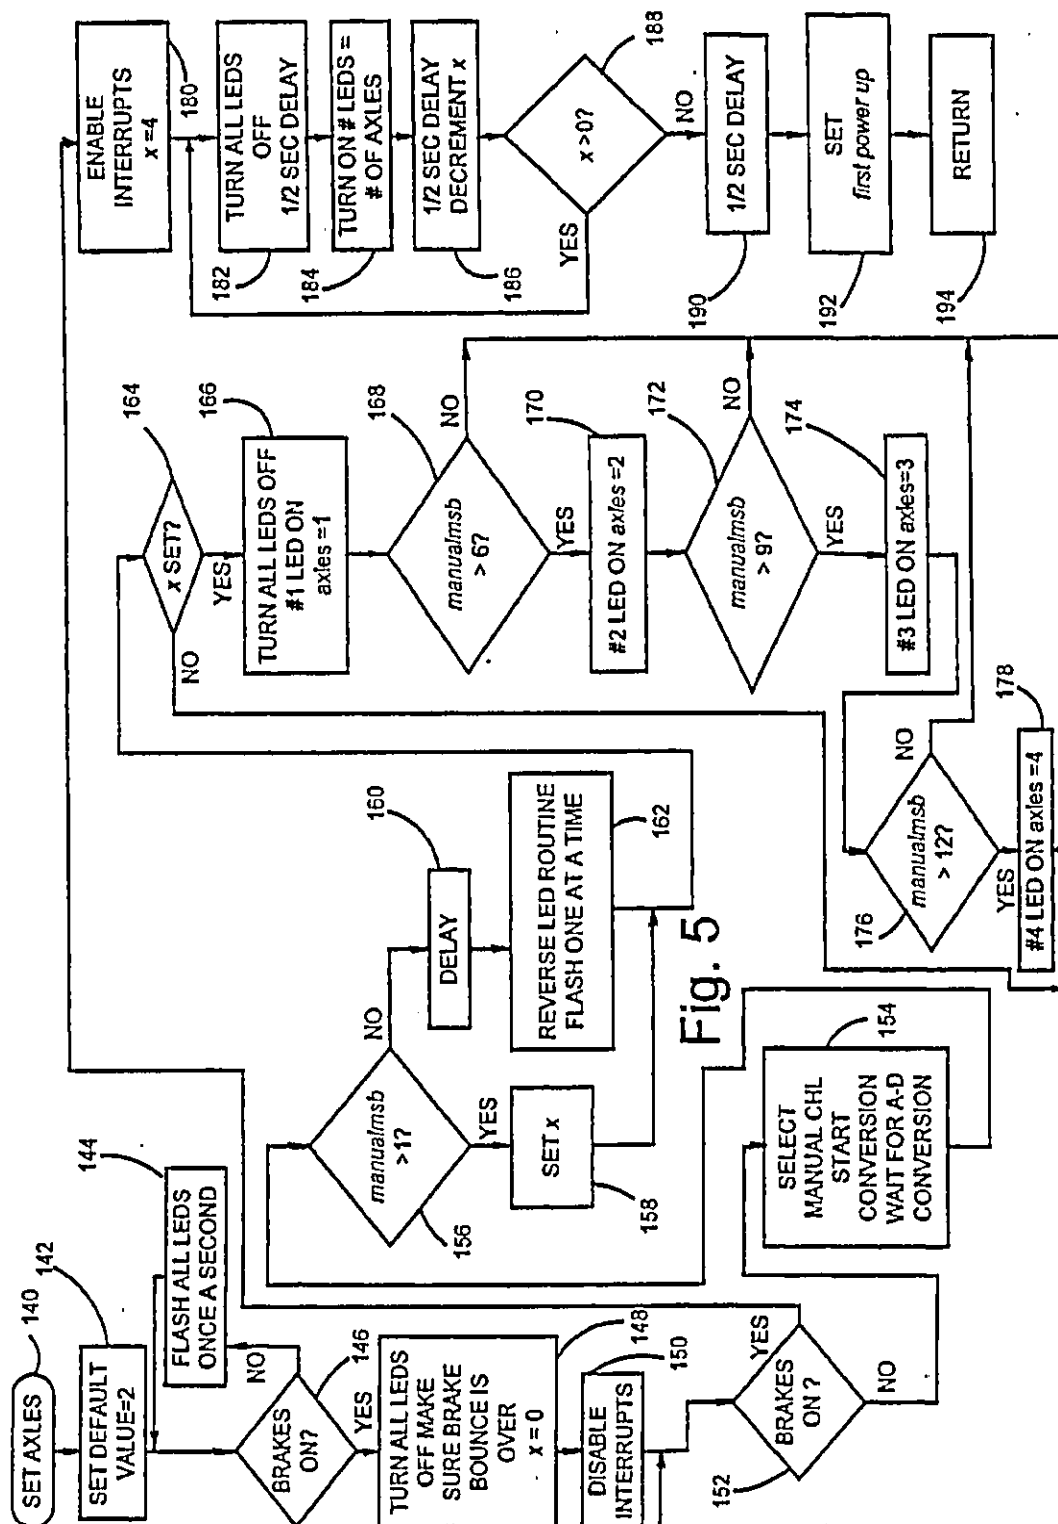 SET AXLES
140
SET DEFAULT
VALUE=2
142
FLASH ALL LEDS
ONCE A SECOND
144
BRAKES
ON?
146
NO
YES
TURN ALL LEDS
OFF MAKE
SURE BRAKE
BOUNCE IS
OVER
x = 0
148
DISABLE
INTERRUPTS
150
BRAKES
ON ?
152
YES
NO
SELECT
MANUAL CHL
START
CONVERSION
WAIT FOR A-D
CONVERSION
154
manualmsb
>1?
156
NO
YES
SET x
158
DELAY
160
REVERSE LED ROUTINE
FLASH ONE AT A TIME
162
Fig. 5
x SET?
164
NO
YES
TURN ALL LEDS OFF
#1 LED ON
axles =1
166
manualmsb
> 6?
168
NO
YES
#2 LED ON axles =2
170
manualmsb
> 9?
172
NO
YES
#3 LED ON axles=3
174
manualmsb
> 12?
176
NO
YES
#4 LED ON axles =4
178
ENABLE
INTERRUPTS
x =4
180
TURN ALL LEDS
OFF
1/2 SEC DELAY
182
TURN ON # LEDS =
# OF AXLES
184
1/2 SEC DELAY
DECREMENT X
186
x >0?
188
YES
NO
1/2 SEC DELAY
190
SET
first power up
192
RETURN
194